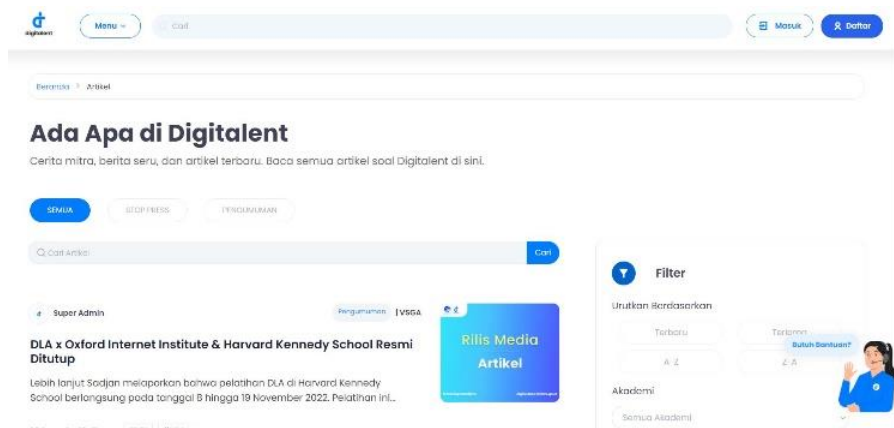 digitalent
Menu
Cari
Masuk
Daftar
Beranda > Artikel
Ada Apa di Digitalent
Cerita mitra, berita seru, dan artikel terbaru. Baca semua artikel soal Digitalent di sini.
SEMUA
STOP PRESS
PENGUMUMAN
Cari Artikel
Cari
Filter
Urutkan Berdasarkan
Terbaru
Terlama
A-Z
Z-A
Butuh Bantuan?
Akademi
Semua Akademi
Super Admin
Pengumuman | VSGA
DLA x Oxford Internet Institute & Harvard Kennedy School Resmi
Ditutup
Lebih lanjut Sadjan melaporkan bahwa pelatihan DLA di Harvard Kennedy
School berlangsung pada tanggal 8 hingga 19 November 2022. Pelatihan ini...
Rilis Media
Artikel